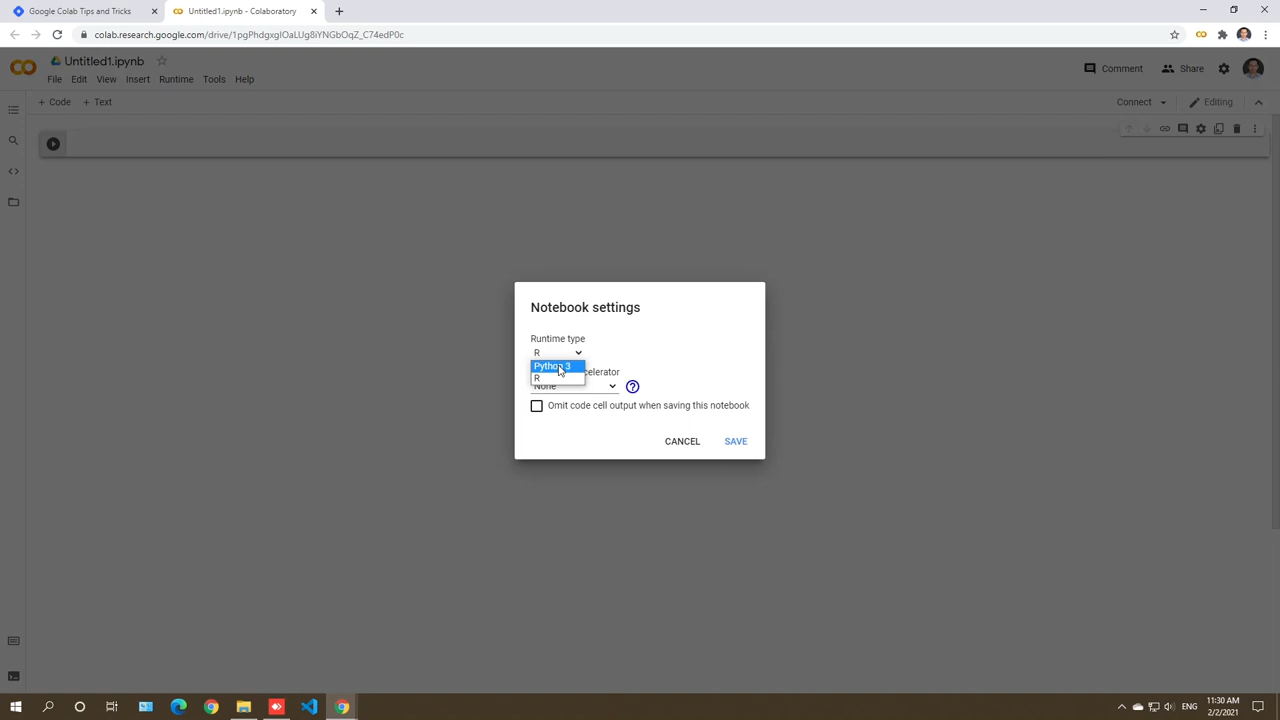 Google Colab Tips and Tricks
Untitled1.ipynb - Colaboratory
colab.research.google.com/drive/1pgPhdgxglOaLUg8iYNGbOqZ_C74edP0c
Untitled1.ipynb
File Edit View Insert Runtime Tools Help
Comment Share
+ Code + Text
Connect Editing
Notebook settings
Runtime type
R
Python 3
R
None
Omit code cell output when saving this notebook
CANCEL SAVE
ENG
11:30 AM
2/2/2021